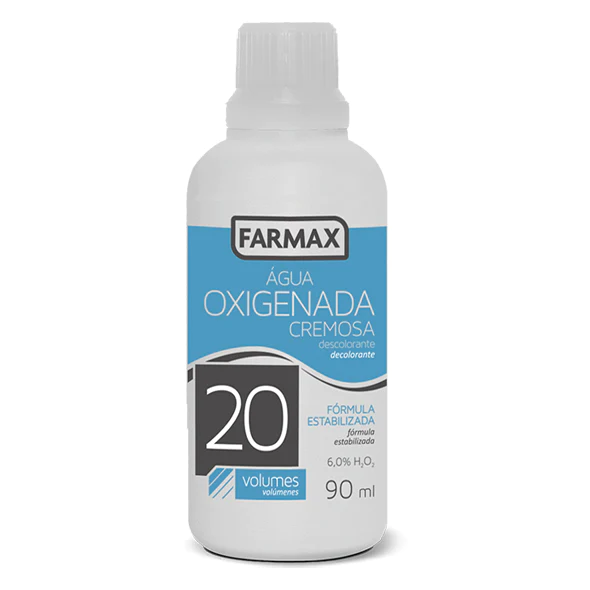 FARMAX
ÁGUA
OXIGENADA
CREMOSA
descolorante
decolorante
20
volumes
volúmenes
FÓRMULA
ESTABILIZADA
fórmula
estabilizada
6,0% H₂O₂
90 ml